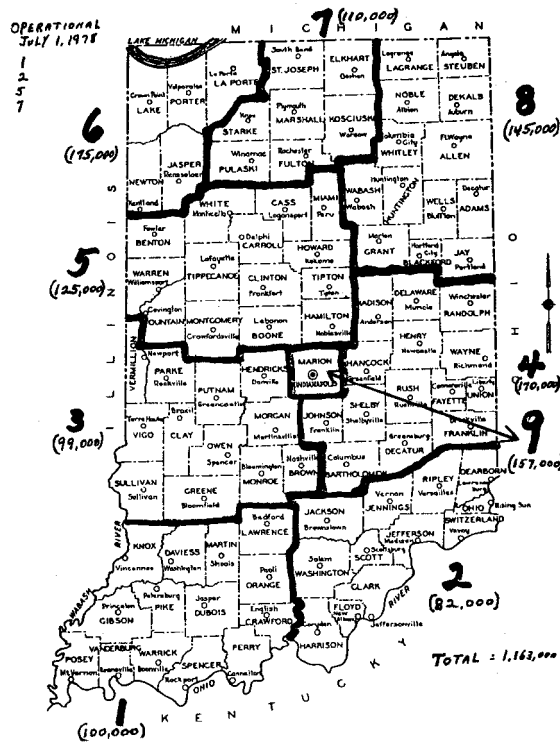 OPERATIONAL
JULY 1, 1978
1
2
5
7
7
(110,000)
LAKE MICHIGAN
M I C H I G A N
South Bend
ST. JOSEPH
ELKHART
Goshen
Lagrange
LAGRANGE
Angola
STEUBEN
La Porte
LA PORTE
Valparaiso
PORTER
Crown Point
LAKE
Plymouth
MARSHALL
KOSCIUSKO
Warsaw
NOBLE
Albion
DEKALB
Auburn
8
(145,000)
6
(175,000)
Knox
STARKE
Columbia
City
WHITLEY
Ft. Wayne
ALLEN
Winamac
PULASKI
Rochester
FULTON
JASPER
Rensselaer
NEWTON
Kentland
WHITE
Monticello
CASS
Logansport
MIAMI
Peru
WABASH
Wabash
Huntington
HUNTINGTON
WELLS
Bluffton
Decatur
ADAMS
Fowler
BENTON
Delphi
CARROLL
HOWARD
Kokomo
Marion
GRANT
Hartford
City
BLACKFORD
JAY
Portland
5
(125,000)
WARREN
Williamsport
Lafayette
TIPPECANOE
CLINTON
Frankfort
TIPTON
Tipton
MADISON
Anderson
DELAWARE
Muncie
Winchester
RANDOLPH
Covington
FOUNTAIN
MONTGOMERY
Crawfordsville
Lebanon
BOONE
HAMILTON
Noblesville
HENRY
Newcastle
WAYNE
Richmond
4
(170,000)
VERMILLION
Newport
PARKE
Rockville
PUTNAM
Greencastle
HENDRICKS
Danville
MARION
INDIANAPOLIS
HANCOCK
Greenfield
RUSH
Rushville
Connersville
FAYETTE
Liberty
UNION
3
(99,000)
Terre Haute
VIGO
Brazil
CLAY
MORGAN
Martinsville
JOHNSON
Franklin
SHELBY
Shelbyville
Brookville
FRANKLIN
9
(157,000)
OWEN
Spencer
Greensburg
DECATUR
SULLIVAN
Sullivan
GREENE
Bloomfield
Bloomington
MONROE
Nashville
BROWN
Columbus
BARTHOLOMEW
RIPLEY
Versailles
DEARBORN
Lawrenceburg
Vernon
JENNINGS
OHIO
Rising Sun
SWITZERLAND
Vevay
Bedford
LAWRENCE
JACKSON
Brownstown
JEFFERSON
Madison
KNOX
Vincennes
DAVIESS
Washington
MARTIN
Shoals
Salem
WASHINGTON
SCOTT
Scottsburg
2
(82,000)
Paoli
ORANGE
CLARK
WABASH RIVER
Princeton
GIBSON
Petersburg
PIKE
Jasper
DUBOIS
English
CRAWFORD
FLOYD
New Albany
Jeffersonville
RIVER
Corydon
HARRISON
POSEY
Mt. Vernon
VANDERBURGH
Evansville
WARRICK
Boonville
SPENCER
Rockport
PERRY
Cannelton
OHIO
TOTAL = 1,163,000
1
(100,000)
K E N T U C K Y
I L L I N O I S
O H I O